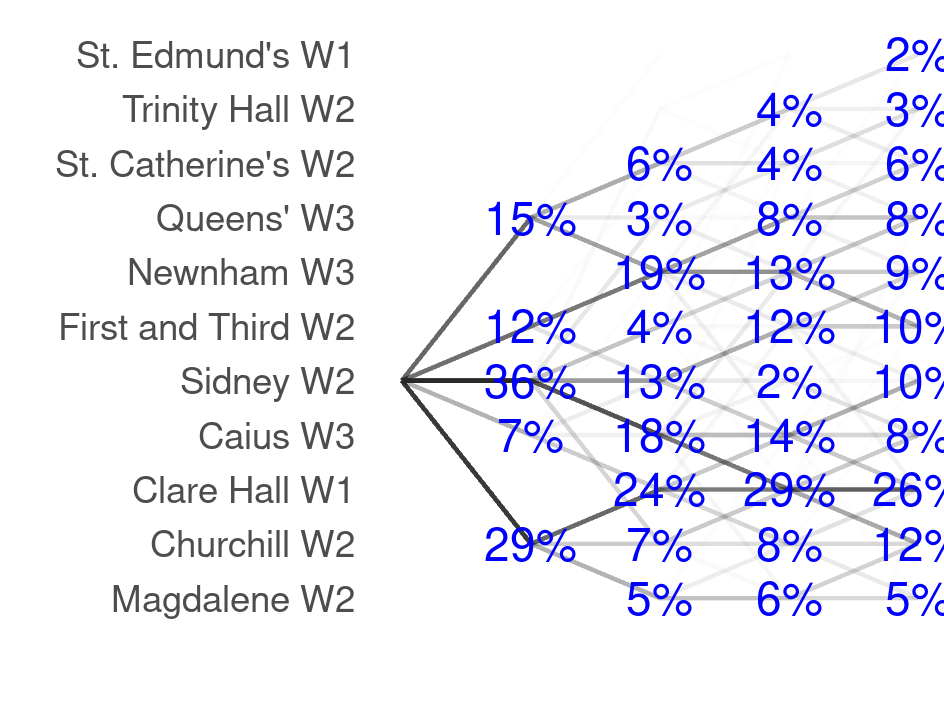 St. Edmund's W1 2%
Trinity Hall W2 4% 3%
St. Catherine's W2 6% 4% 6%
Queens' W3 15% 3% 8% 8%
Newnham W3 19% 13% 9%
First and Third W2 12% 4% 12% 10%
Sidney W2 36% 13% 2% 10%
Caius W3 7% 18% 14% 8%
Clare Hall W1 24% 29% 26%
Churchill W2 29% 7% 8% 12%
Magdalene W2 5% 6% 5%